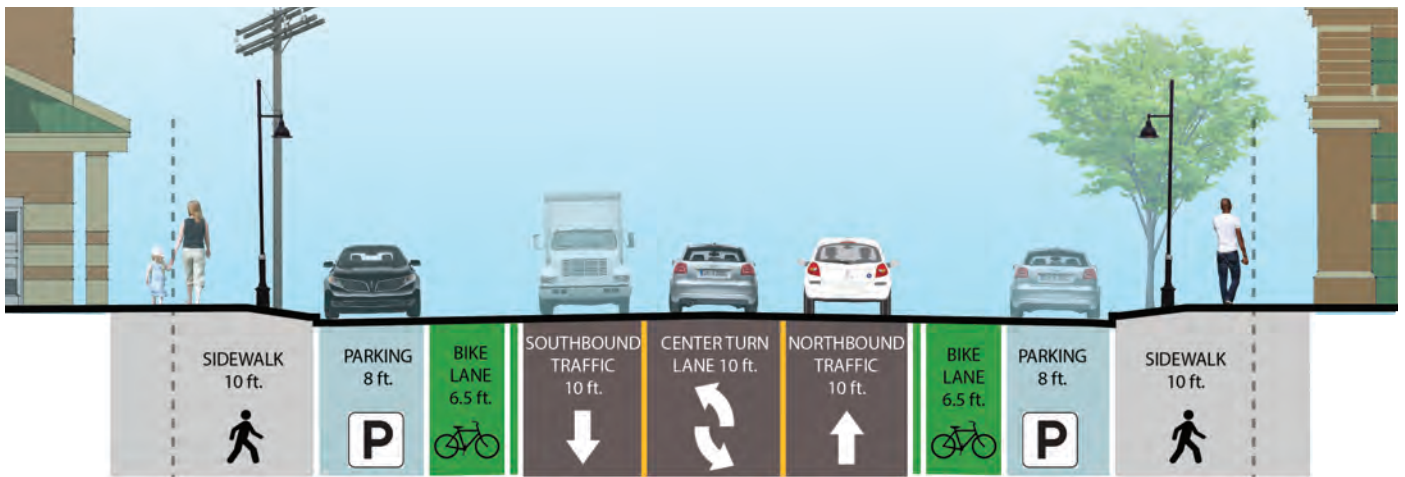 SIDEWALK
10 ft.
PARKING
8 ft.
P
BIKE
LANE
6.5 ft.
SOUTHBOUND
TRAFFIC
10 ft.
CENTER TURN
LANE 10 ft.
NORTHBOUND
TRAFFIC
10 ft.
BIKE
LANE
6.5 ft.
PARKING
8 ft.
P
SIDEWALK
10 ft.